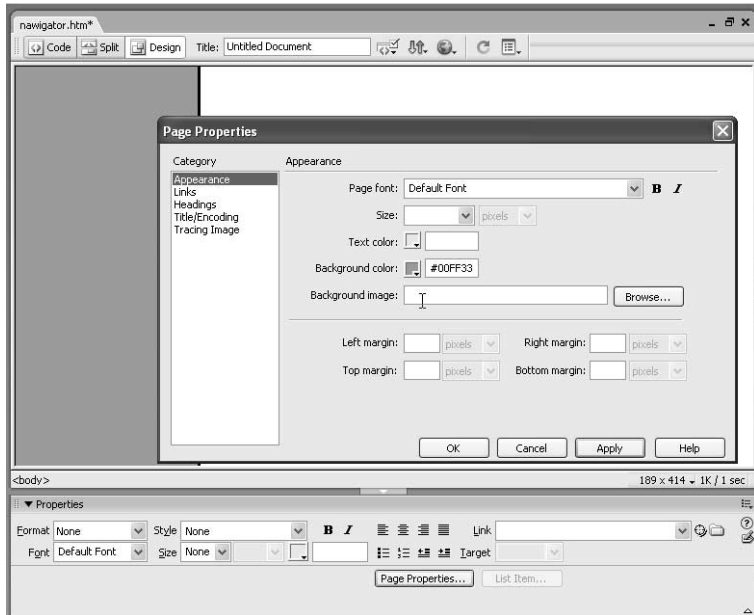 nawigator.htm*
Code Split Design Title: Untitled Document
Page Properties
Category Appearance
Appearance
Links
Headings
Title/Encoding
Tracing Image
Page font: Default Font B I
Size: pixels
Text color:
Background color: #00FF33
Background image: Browse...
Left margin: pixels Right margin: pixels
Top margin: pixels Bottom margin: pixels
OK Cancel Apply Help
<body> 189 x 414 1K / 1 sec
Properties
Format None Style None B I Link
Font Default Font Size None Target
Page Properties... List Item...